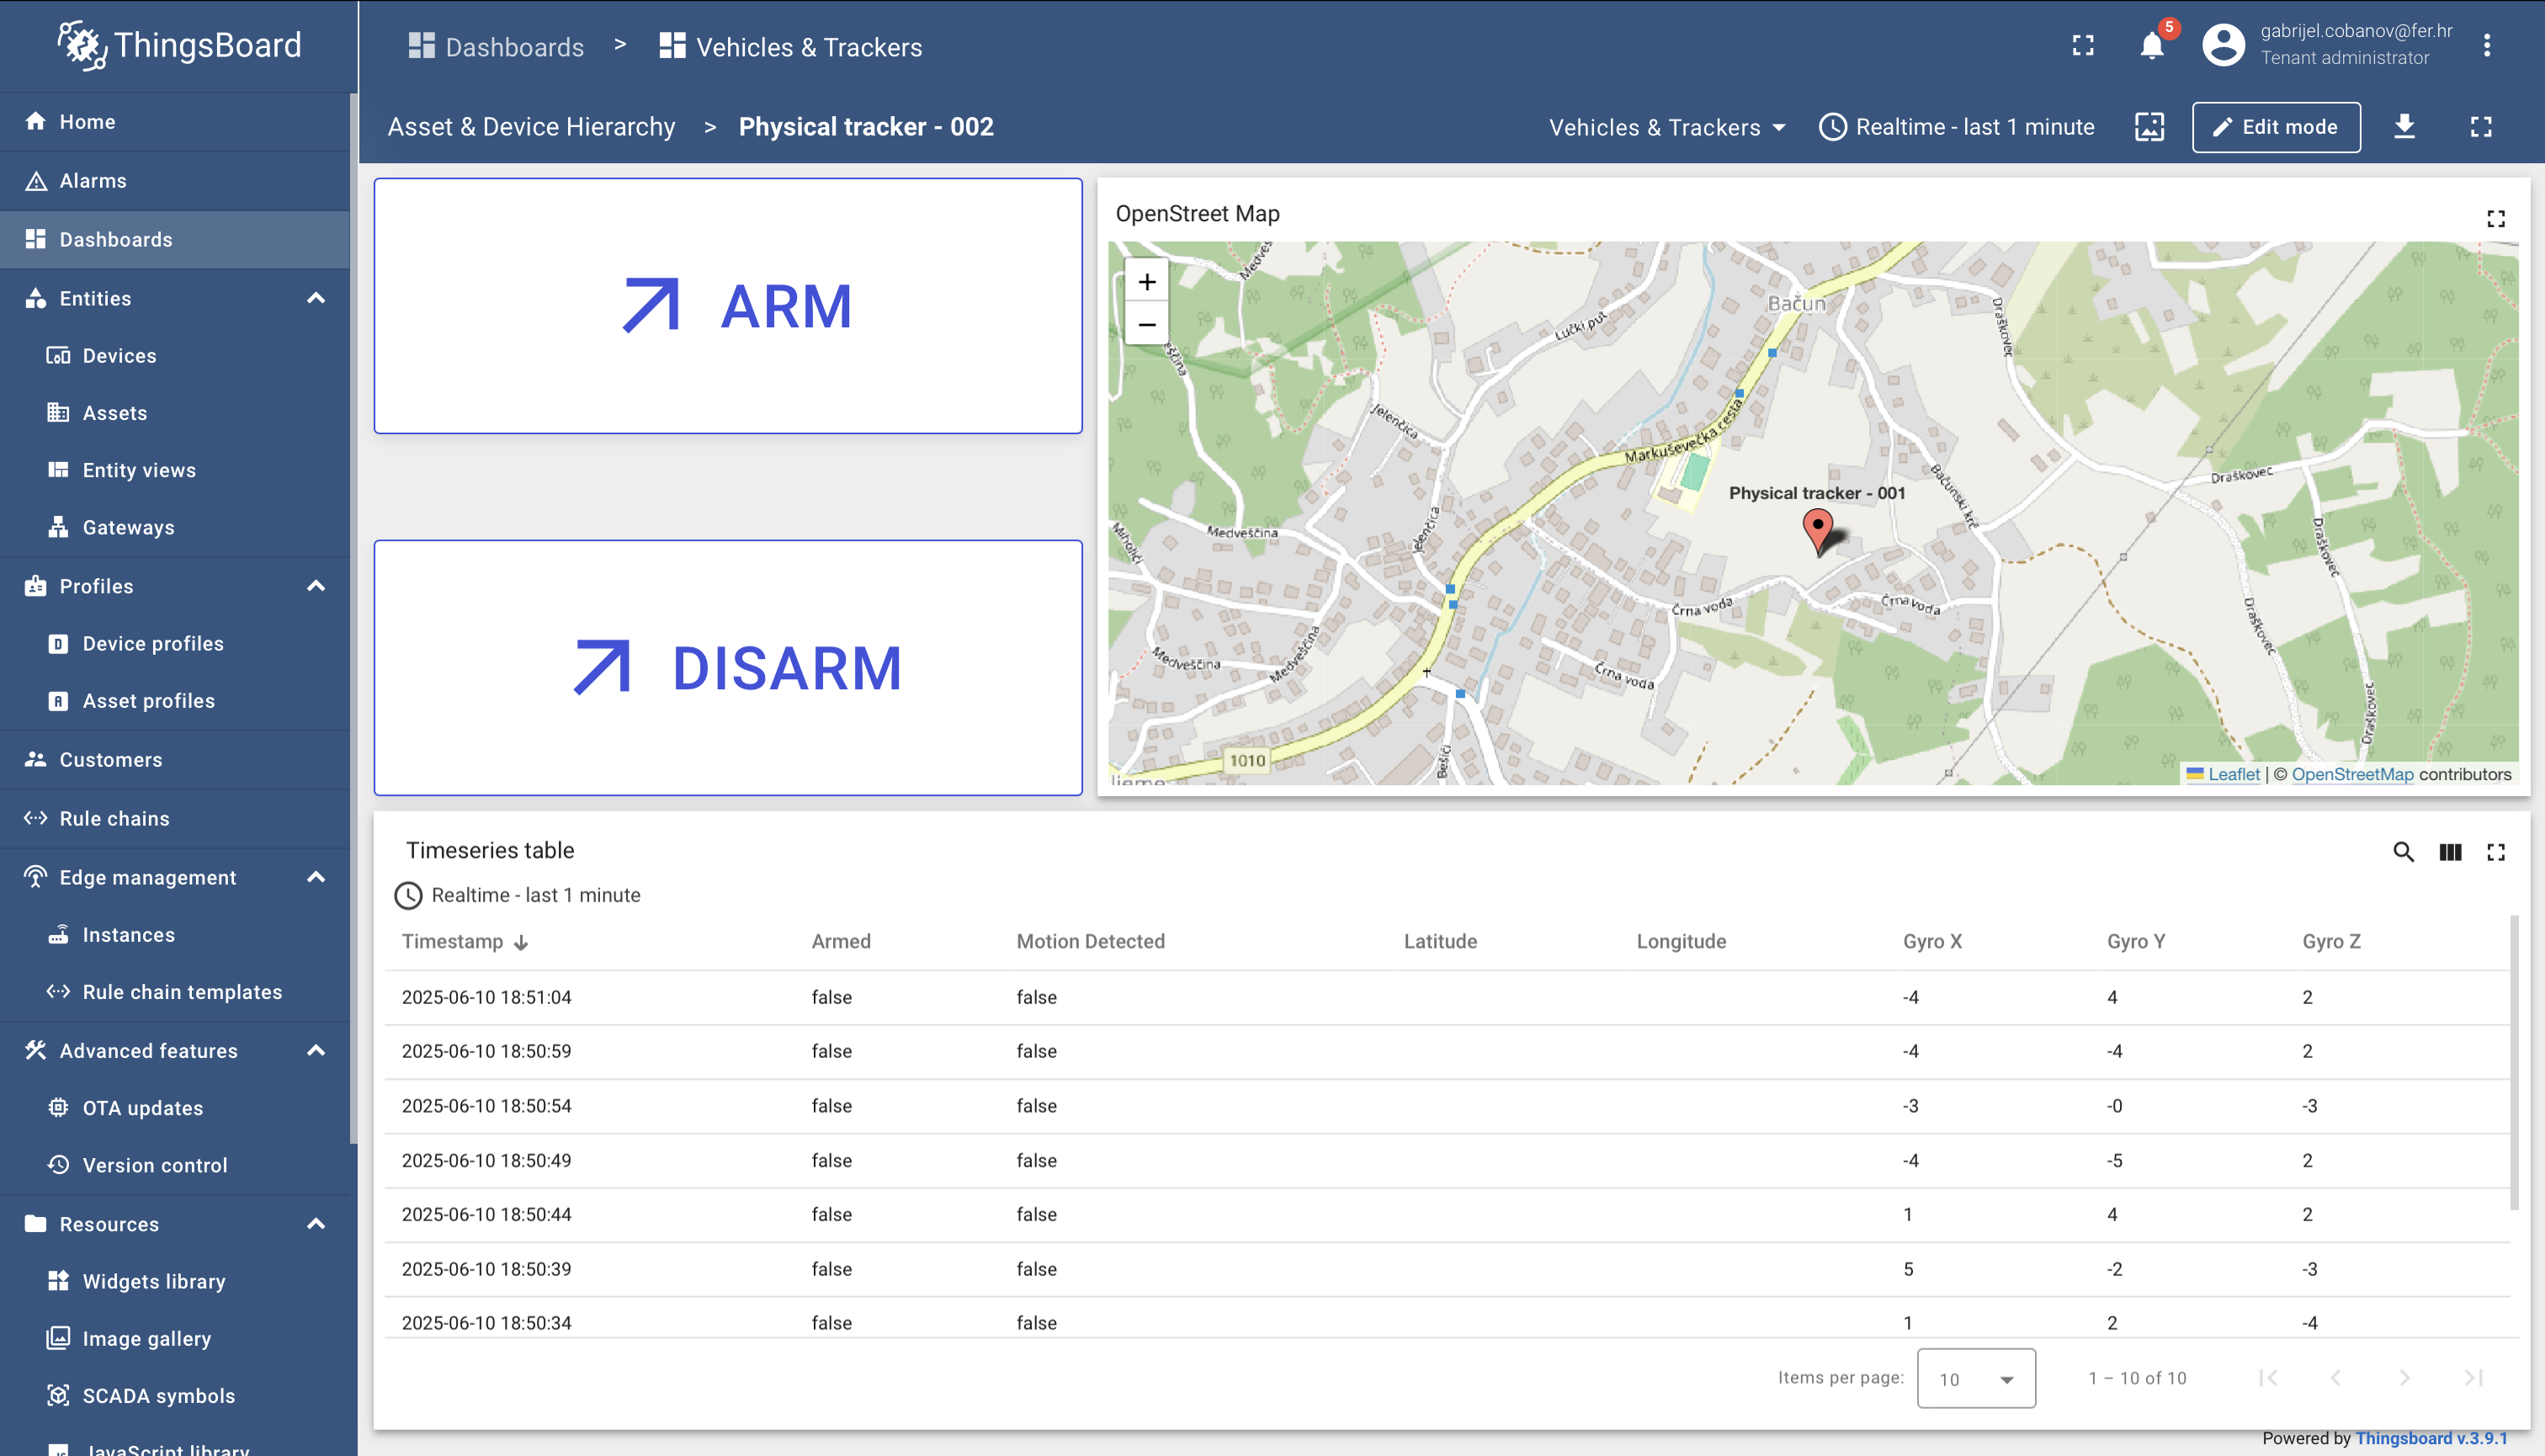 ThingsBoard
Home
Alarms
Dashboards
Entities
Devices
Assets
Entity views
Gateways
Profiles
Device profiles
Asset profiles
Customers
Rule chains
Edge management
Instances
Rule chain templates
Advanced features
OTA updates
Version control
Resources
Widgets library
Image gallery
SCADA symbols
JavaScript library
Dashboards > Vehicles & Trackers
5
gabrijel.cobanov@fer.hr
Tenant administrator
Asset & Device Hierarchy > Physical tracker - 002
Vehicles & Trackers
Realtime - last 1 minute
Edit mode
ARM
DISARM
OpenStreet Map
+
−
Bačun
Lučki put
Draškovec
Jelenčica
Markuševečka cesta
Draškovec
Physical tracker - 001
Bačunski krč
Medveščina
Jelenčica
Draškovec
Črna voda
Črna voda
Draškovec
Medveščina
Medveščina
Črna voda
Draškovec
1010
Bešići
Leaflet | © OpenStreetMap contributors
Timeseries table
Realtime - last 1 minute
Timestamp Armed Motion Detected Latitude Longitude Gyro X Gyro Y Gyro Z
2025-06-10 18:51:04 false false -4 4 2
2025-06-10 18:50:59 false false -4 -4 2
2025-06-10 18:50:54 false false -3 -0 -3
2025-06-10 18:50:49 false false -4 -5 2
2025-06-10 18:50:44 false false 1 4 2
2025-06-10 18:50:39 false false 5 -2 -3
2025-06-10 18:50:34 false false 1 2 -4
Items per page: 10 1 – 10 of 10
Powered by Thingsboard v.3.9.1